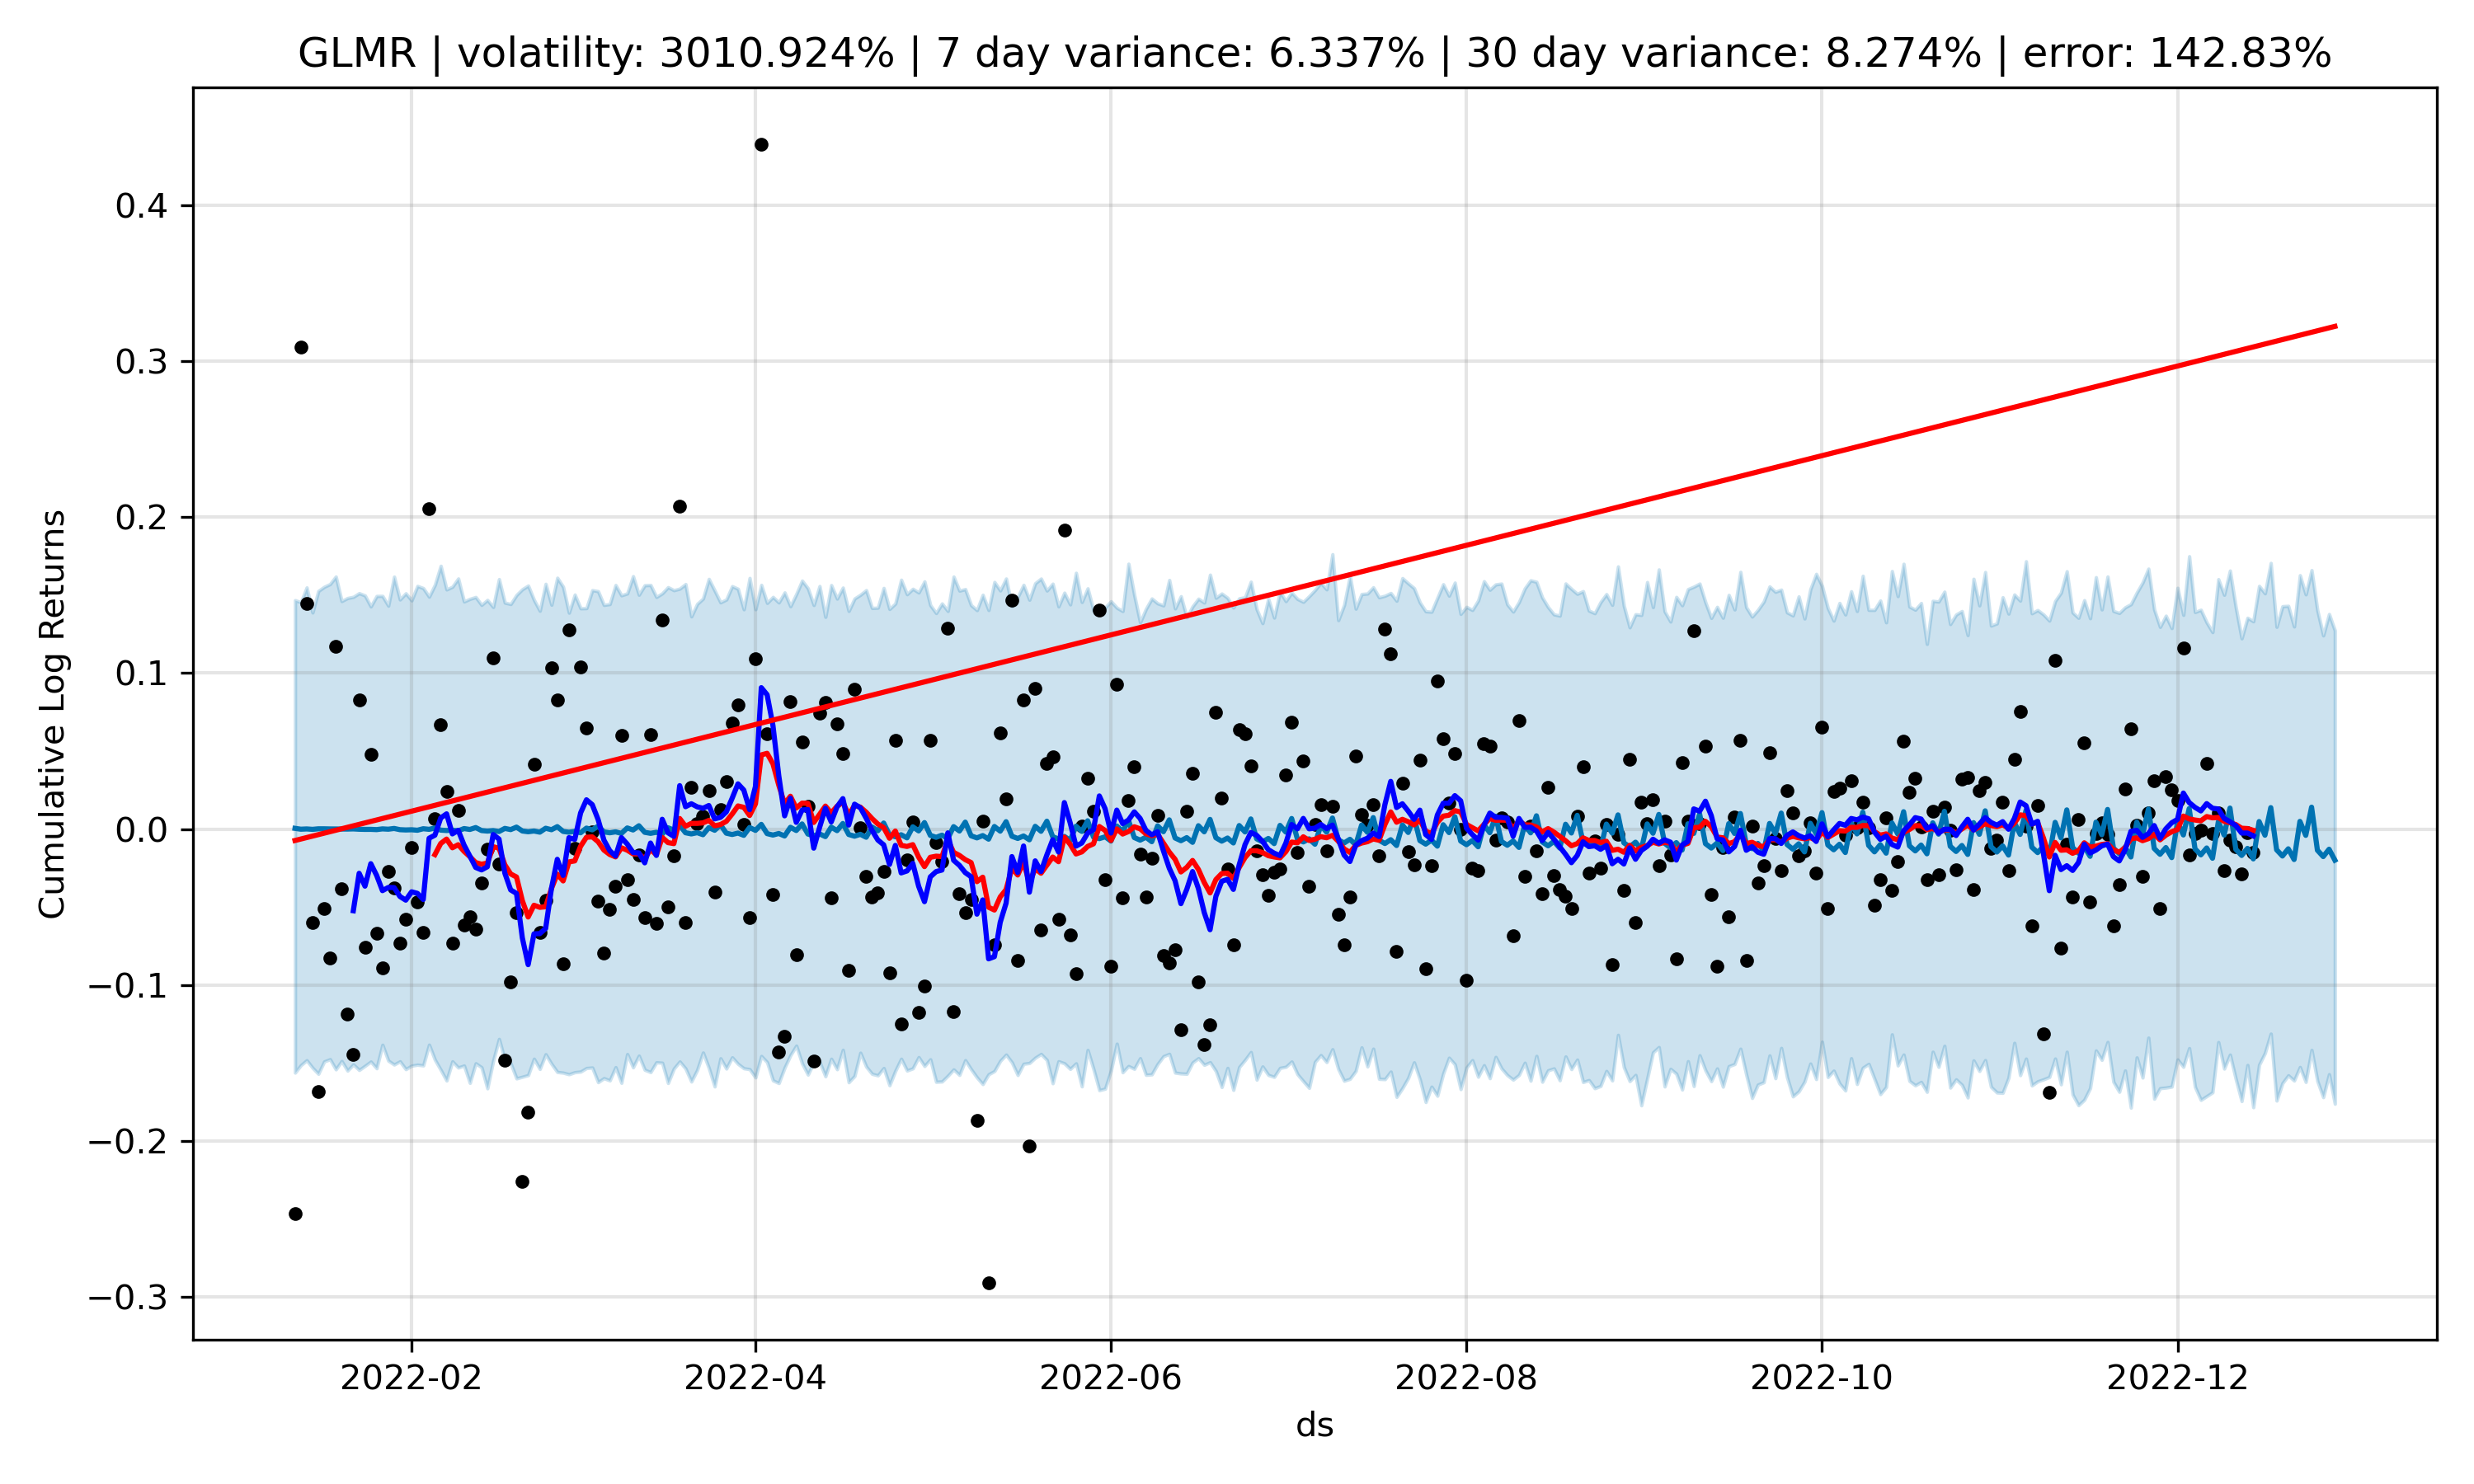 GLMR | volatility: 3010.924% | 7 day variance: 6.337% | 30 day variance: 8.274% | error: 142.83%
Cumulative Log Returns
0.4
0.3
0.2
0.1
0.0
−0.1
−0.2
−0.3
2022-02 2022-04 2022-06 2022-08 2022-10 2022-12
ds